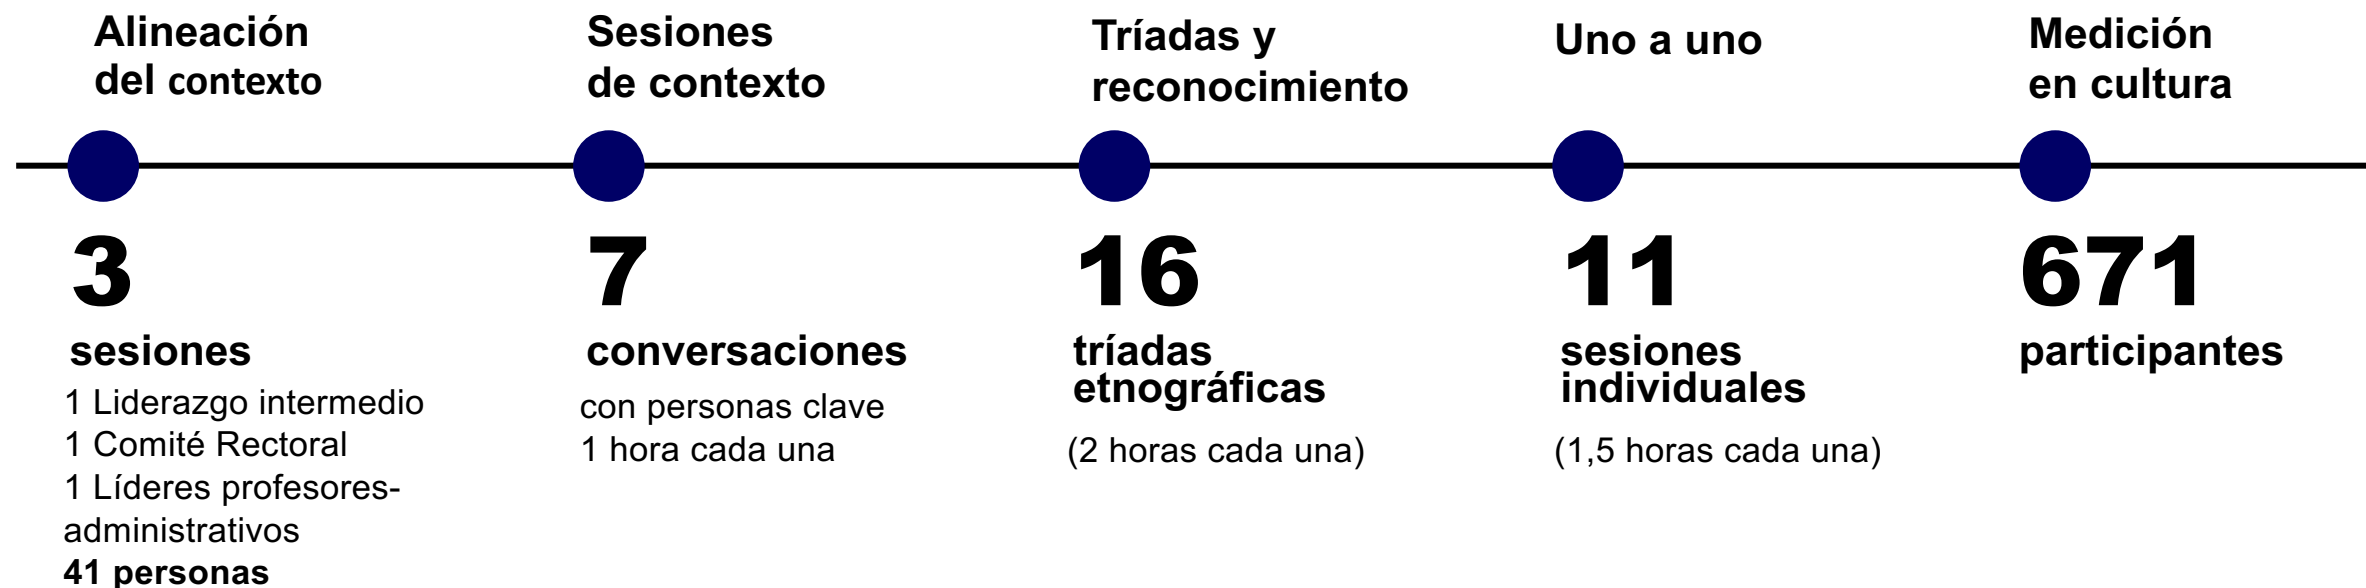 Alineación
del contexto
3
sesiones
1 Liderazgo intermedio
1 Comité Rectoral
1 Líderes profesores-
administrativos
41 personas
Sesiones
de contexto
7
conversaciones
con personas clave
1 hora cada una
Tríadas y
reconocimiento
16
tríadas
etnográficas
(2 horas cada una)
Uno a uno
11
sesiones
individuales
(1,5 horas cada una)
Medición
en cultura
671
participantes